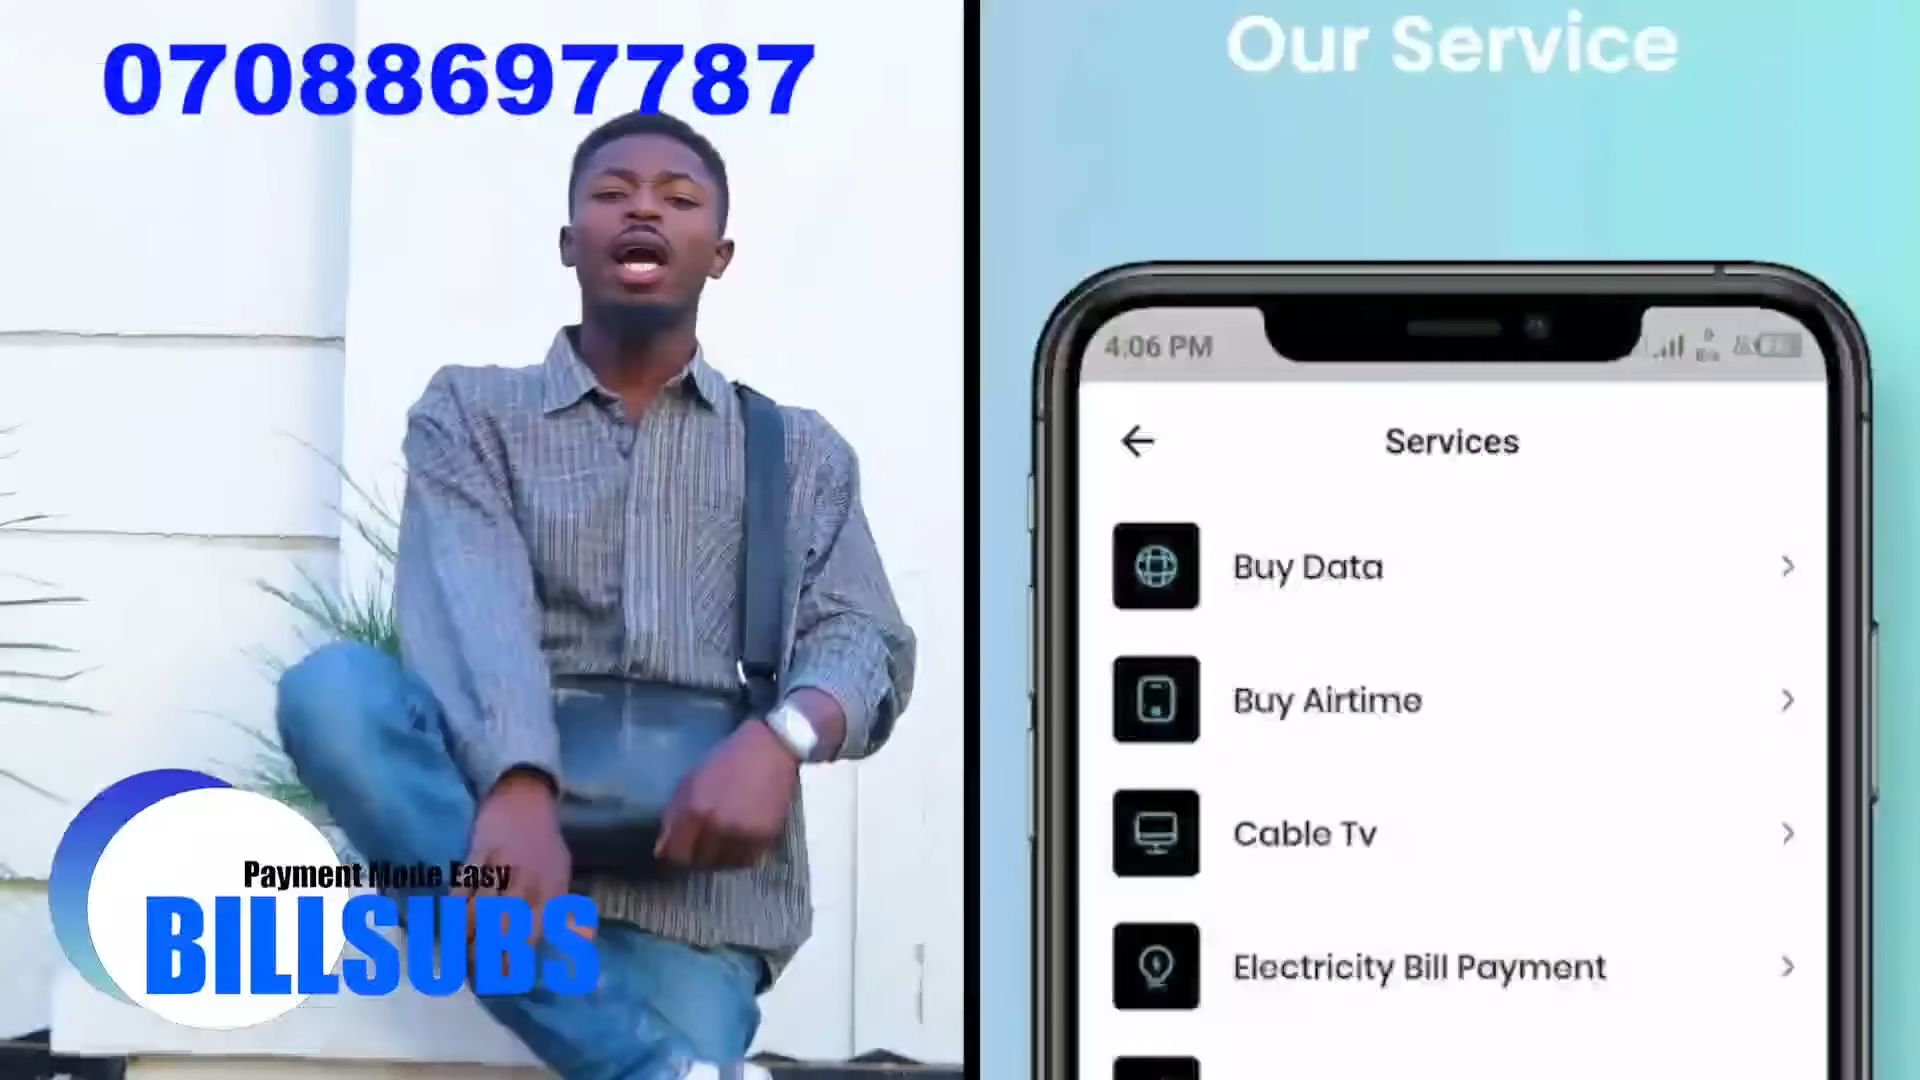 07088697787
Payment Made Easy
BILLSUBS
Our Service
4:06 PM
Services
Buy Data
Buy Airtime
Cable Tv
Electricity Bill Payment